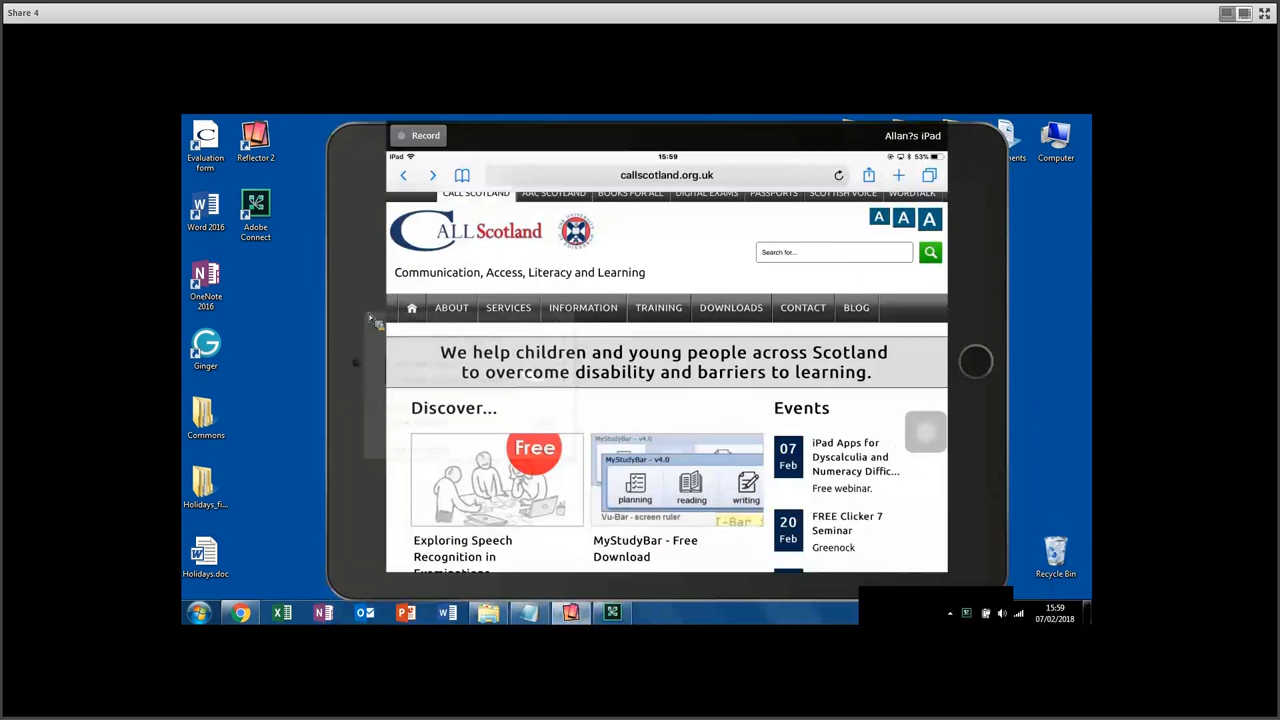 Share 4
Evaluation form
Reflector 2
Word 2016
Adobe Connect
OneNote 2016
Ginger
Commons
Holidays_fi...
Holidays.doc
Computer
Recycle Bin
Record
Allan?s iPad
iPad
15:59
53%
callscotland.org.uk
CALL SCOTLAND AAC SCOTLAND BOOKS FOR ALL DIGITAL EXAMS PASSPORTS SCOTTISH VOICE WORDTALK
CALL Scotland
A A A
Search for...
Communication, Access, Literacy and Learning
ABOUT SERVICES INFORMATION TRAINING DOWNLOADS CONTACT BLOG
We help children and young people across Scotland
to overcome disability and barriers to learning.
Discover...
Free
Exploring Speech
Recognition in
Examinations
MyStudyBar - v4.0
MyStudyBar - v4.0
planning reading writing
Vu-Bar - screen ruler
T-Bar
MyStudyBar - Free
Download
Events
07
Feb
iPad Apps for
Dyscalculia and
Numeracy Diffic...
Free webinar.
20
Feb
FREE Clicker 7
Seminar
Greenock
15:59
07/02/2018